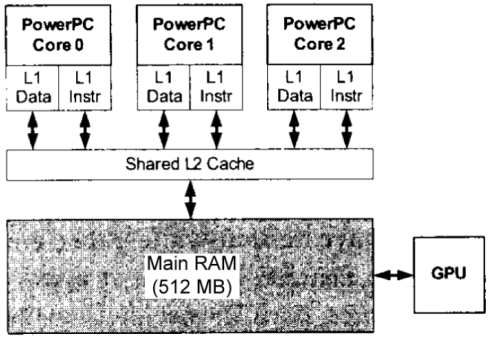 PowerPC
Core 0
PowerPC
Core 1
PowerPC
Core 2
L1
Data
L1
Instr
L1
Data
L1
Instr
L1
Data
L1
Instr
Shared L2 Cache
Main RAM
(512 MB)
GPU